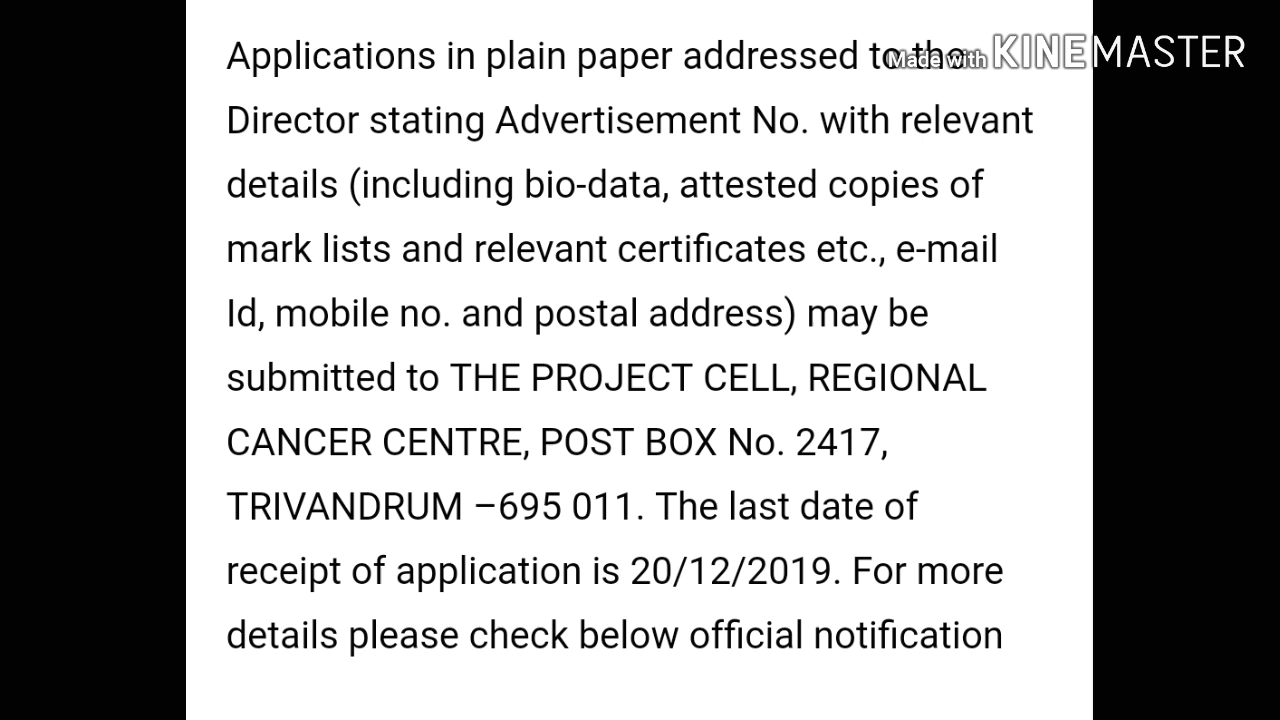 Applications in plain paper addressed to the
Made with KINEMASTER
Director stating Advertisement No. with relevant
details (including bio-data, attested copies of
mark lists and relevant certificates etc., e-mail
Id, mobile no. and postal address) may be
submitted to THE PROJECT CELL, REGIONAL
CANCER CENTRE, POST BOX No. 2417,
TRIVANDRUM –695 011. The last date of
receipt of application is 20/12/2019. For more
details please check below official notification